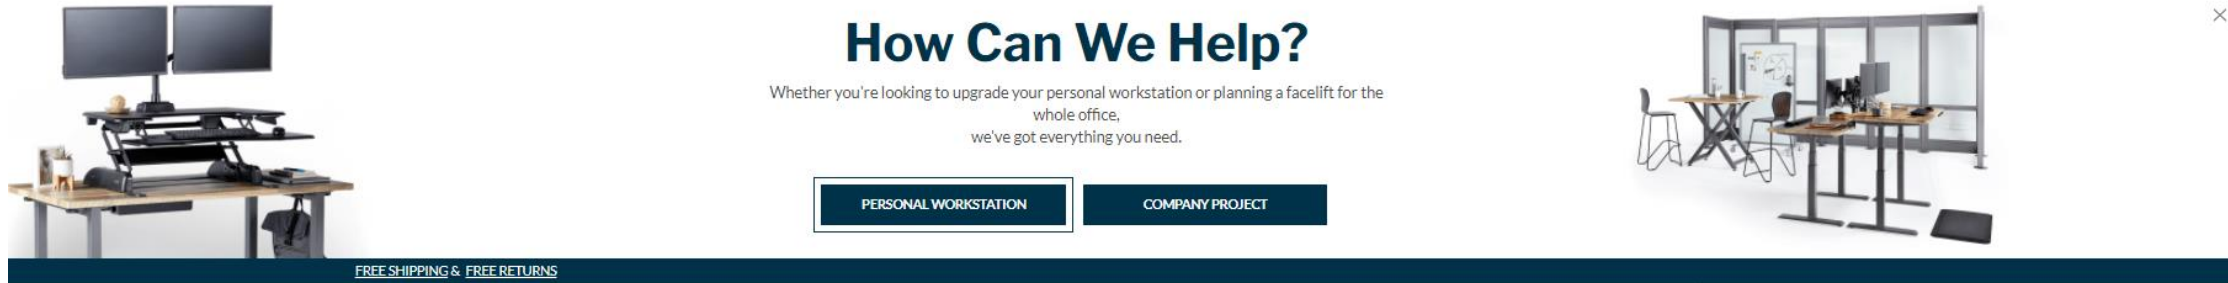 How Can We Help?
Whether you're looking to upgrade your personal workstation or planning a facelift for the
whole office,
we've got everything you need.
PERSONAL WORKSTATION
COMPANY PROJECT
FREE SHIPPING & FREE RETURNS